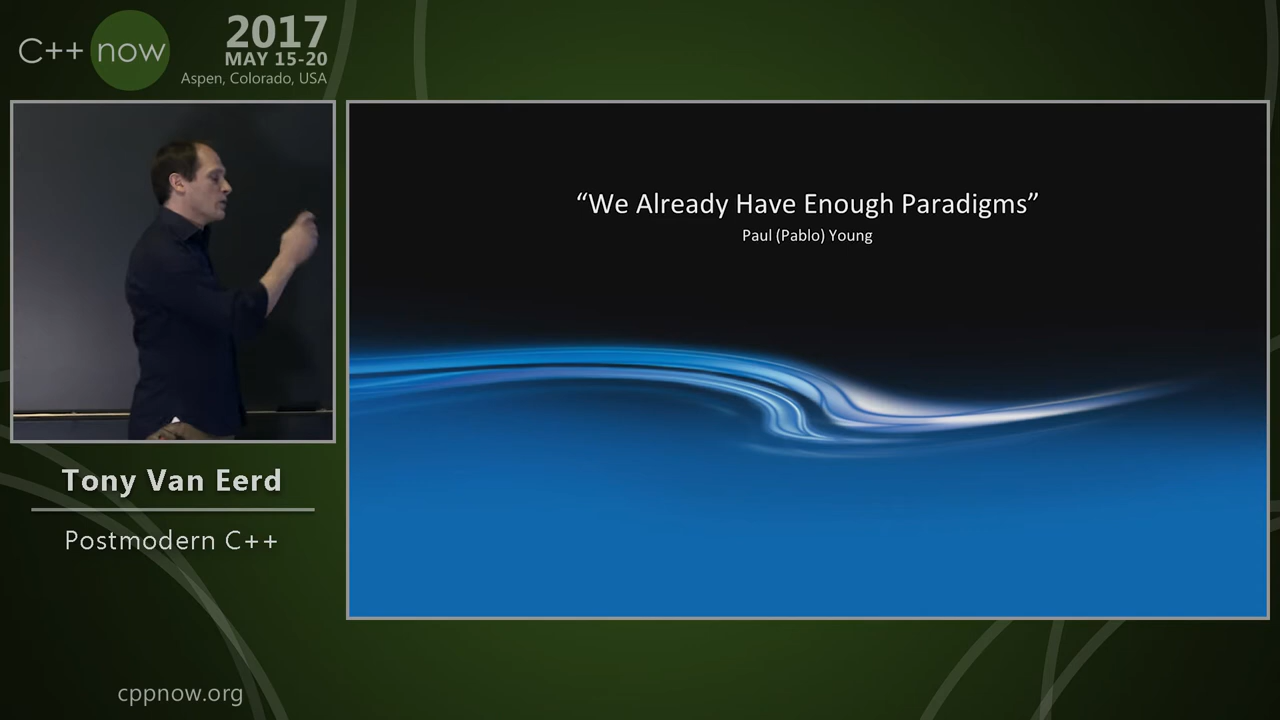 C++ now
2017
MAY 15-20
Aspen, Colorado, USA
“We Already Have Enough Paradigms”
Paul (Pablo) Young
Tony Van Eerd
Postmodern C++
cppnow.org